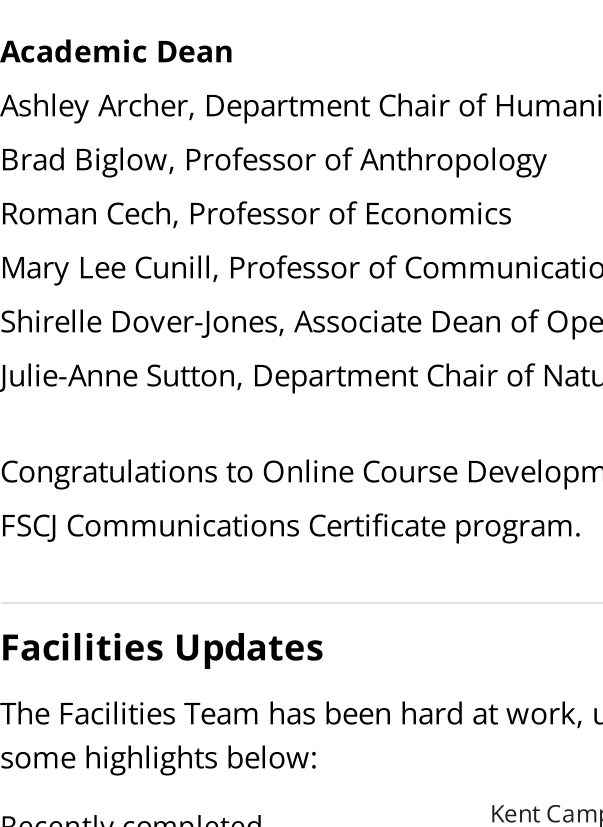 Academic Dean
Ashley Archer, Department Chair of Humani
Brad Biglow, Professor of Anthropology
Roman Cech, Professor of Economics
Mary Lee Cunill, Professor of Communicatio
Shirelle Dover-Jones, Associate Dean of Ope
Julie-Anne Sutton, Department Chair of Natu
Congratulations to Online Course Developm
FSCJ Communications Certificate program.
Facilities Updates
The Facilities Team has been hard at work, u
some highlights below:
Kent Camp
Recently completed